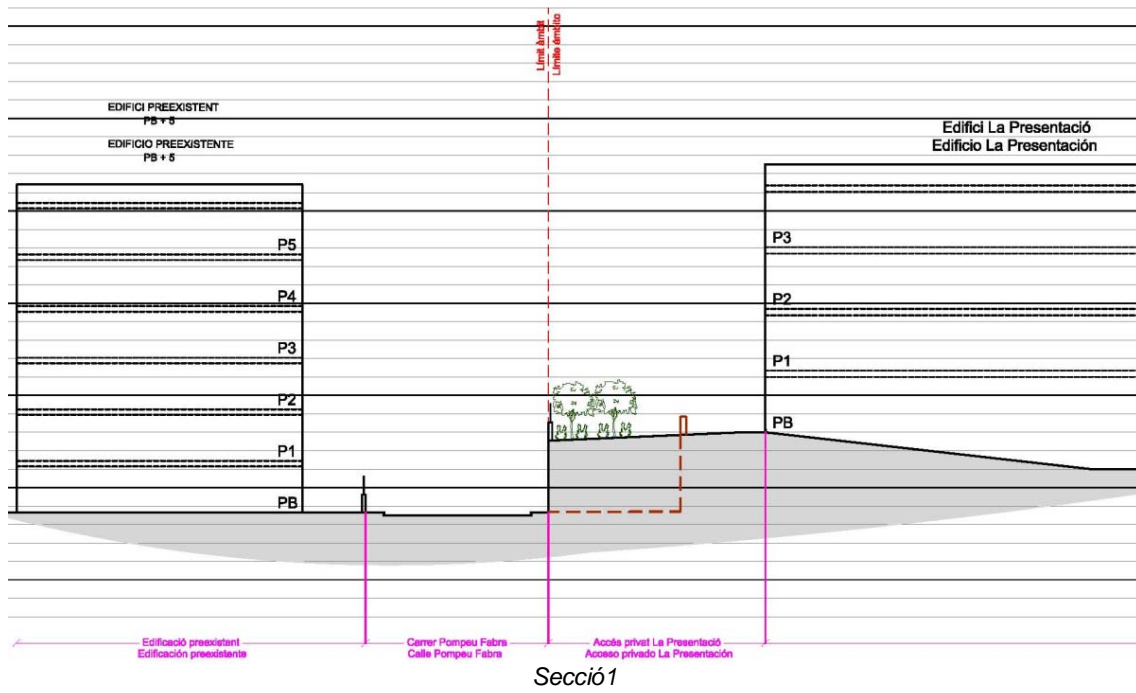 Límit àmbit
Límite ámbito
EDIFICI PREEXISTENT
PB + 5
EDIFICIO PREEXISTENTE
PB + 5
Edifici La Presentació
Edificio La Presentación
P5
P4
P3
P2
P1
PB
P3
P2
P1
PB
Edificació preexistent
Edificación preexistente
Carrer Pompeu Fabra
Calle Pompeu Fabra
Accés privat La Presentació
Acceso privado La Presentación
Secció1